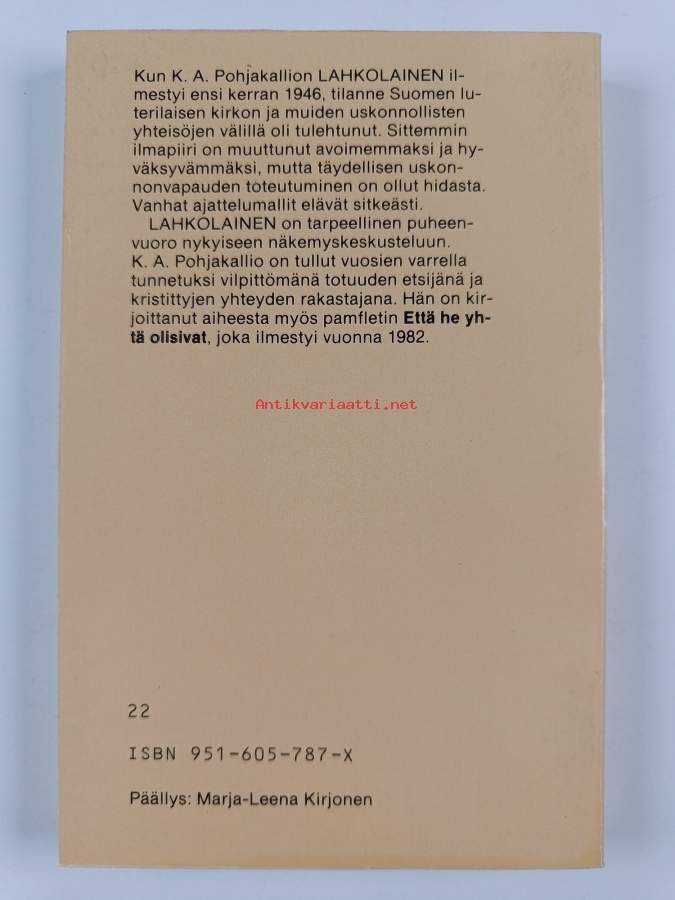 Kun K. A. Pohjakallion LAHKOLAINEN il-
mestyi ensi kerran 1946, tilanne Suomen lu-
terilaisen kirkon ja muiden uskonnollisten
yhteisöjen välillä oli tulehtunut. Sittemmin
ilmapiiri on muuttunut avoimemmaksi ja hy-
väksyvämmäksi, mutta täydellisen uskon-
nonvapauden toteutuminen on ollut hidasta.
Vanhat ajattelumallit elävät sitkeästi.
LAHKOLAINEN on tarpeellinen puheen-
vuoro nykyiseen näkemyskeskusteluun.
K. A. Pohjakallio on tullut vuosien varrella
tunnetuksi vilpittömänä totuuden etsijänä ja
kristittyjen yhteyden rakastajana. Hän on kir-
joittanut aiheesta myös pamfletin Että he yh-
tä olisivat, joka ilmestyi vuonna 1982.
Antikvariaatti.net
22
ISBN 951-605-787-X
Päällys: Marja-Leena Kirjonen